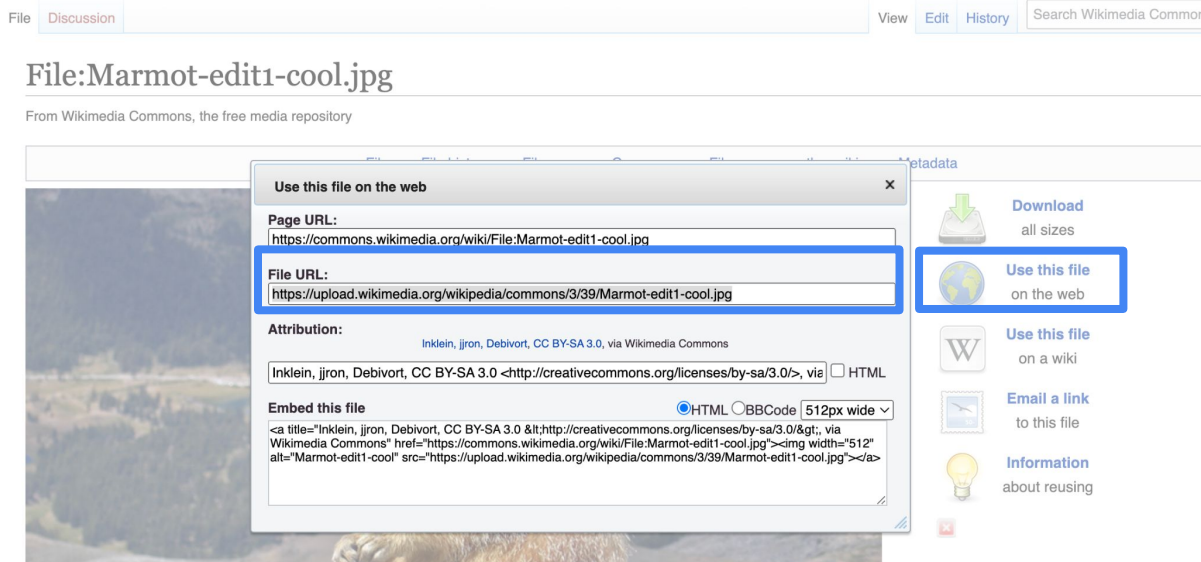 File Discussion View Edit History Search Wikimedia Common
File:Marmot-edit1-cool.jpg
From Wikimedia Commons, the free media repository
Metadata
Use this file on the web x
Page URL:
https://commons.wikimedia.org/wiki/File:Marmot-edit1-cool.jpg
File URL:
https://upload.wikimedia.org/wikipedia/commons/3/39/Marmot-edit1-cool.jpg
Attribution:
Inklein, jjron, Debivort, CC BY-SA 3.0, via Wikimedia Commons
Inklein, jjron, Debivort, CC BY-SA 3.0 <http://creativecommons.org/licenses/by-sa/3.0/>, via HTML
Embed this file HTML BBCode 512px wide
<a title="Inklein, jjron, Debivort, CC BY-SA 3.0 &lt;http://creativecommons.org/licenses/by-sa/3.0/&gt;, via
Wikimedia Commons" href="https://commons.wikimedia.org/wiki/File:Marmot-edit1-cool.jpg"><img width="512"
alt="Marmot-edit1-cool" src="https://upload.wikimedia.org/wikipedia/commons/3/39/Marmot-edit1-cool.jpg"></a>
Download
all sizes
Use this file
on the web
W
Use this file
on a wiki
Email a link
to this file
Information
about reusing